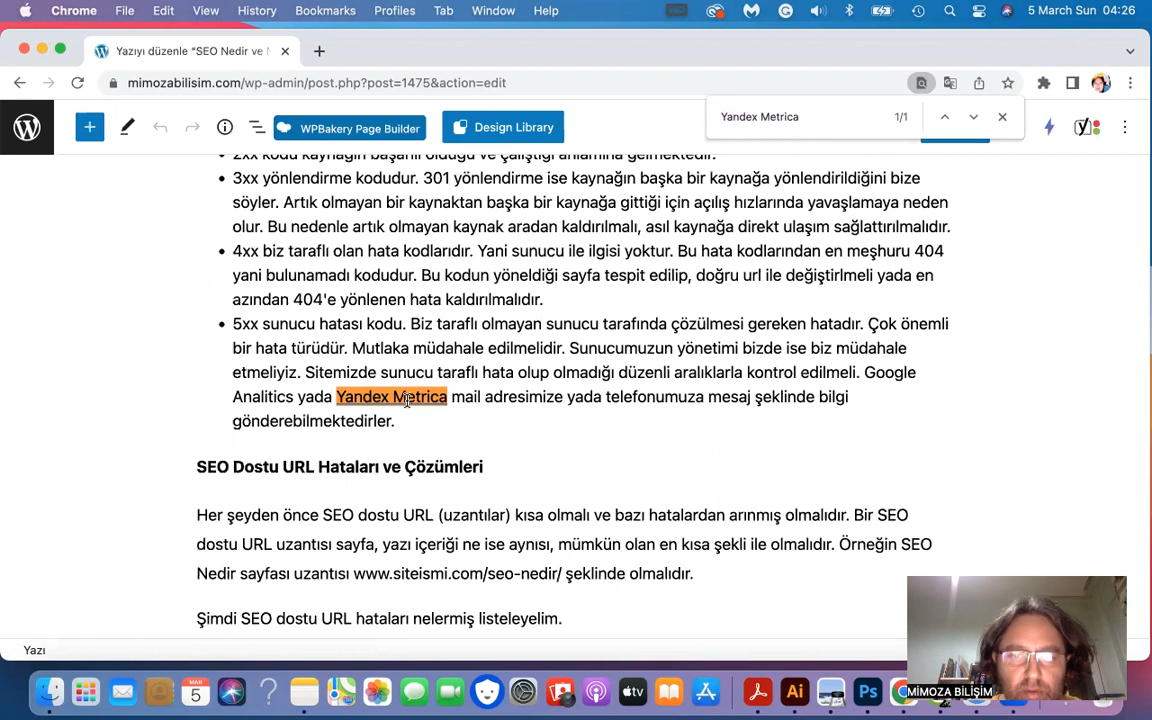 Chrome File Edit View History Bookmarks Profiles Tab Window Help 5 March Sun 04:26
Yazıyı düzenle "SEO Nedir ve N
mimozabilisim.com/wp-admin/post.php?post=1475&action=edit
WPBakery Page Builder
Design Library
Yandex Metrica 1/1
2xx kodu kaynağın başarılı olduğu ve çalıştığı anlamına gelmektedir.
3xx yönlendirme kodudur. 301 yönlendirme ise kaynağın başka bir kaynağa yönlendirildiğini bize
söyler. Artık olmayan bir kaynaktan başka bir kaynağa gittiği için açılış hızlarında yavaşlamaya neden
olur. Bu nedenle artık olmayan kaynak aradan kaldırılmalı, asıl kaynağa direkt ulaşım sağlattırılmalıdır.
4xx biz taraflı olan hata kodlarıdır. Yani sunucu ile ilgisi yoktur. Bu hata kodlarından en meşhuru 404
yani bulunamadı kodudur. Bu kodun yöneldiği sayfa tespit edilip, doğru url ile değiştirlmeli yada en
azından 404'e yönlenen hata kaldırılmalıdır.
5xx sunucu hatası kodu. Biz taraflı olmayan sunucu tarafında çözülmesi gereken hatadır. Çok önemli
bir hata türüdür. Mutlaka müdahale edilmelidir. Sunucumuzun yönetimi bizde ise biz müdahale
etmeliyiz. Sitemizde sunucu taraflı hata olup olmadığı düzenli aralıklarla kontrol edilmeli. Google
Analitics yada Yandex Metrica mail adresimize yada telefonumuza mesaj şeklinde bilgi
gönderebilmektedirler.
SEO Dostu URL Hataları ve Çözümleri
Her şeyden önce SEO dostu URL (uzantılar) kısa olmalı ve bazı hatalardan arınmış olmalıdır. Bir SEO
dostu URL uzantısı sayfa, yazı içeriği ne ise aynısı, mümkün olan en kısa şekli ile olmalıdır. Örneğin SEO
Nedir sayfası uzantısı www.siteismi.com/seo-nedir/ şeklinde olmalıdır.
Şimdi SEO dostu URL hataları nelermiş listeleyelim.
Yazı
MİMOZA BİLİŞİM